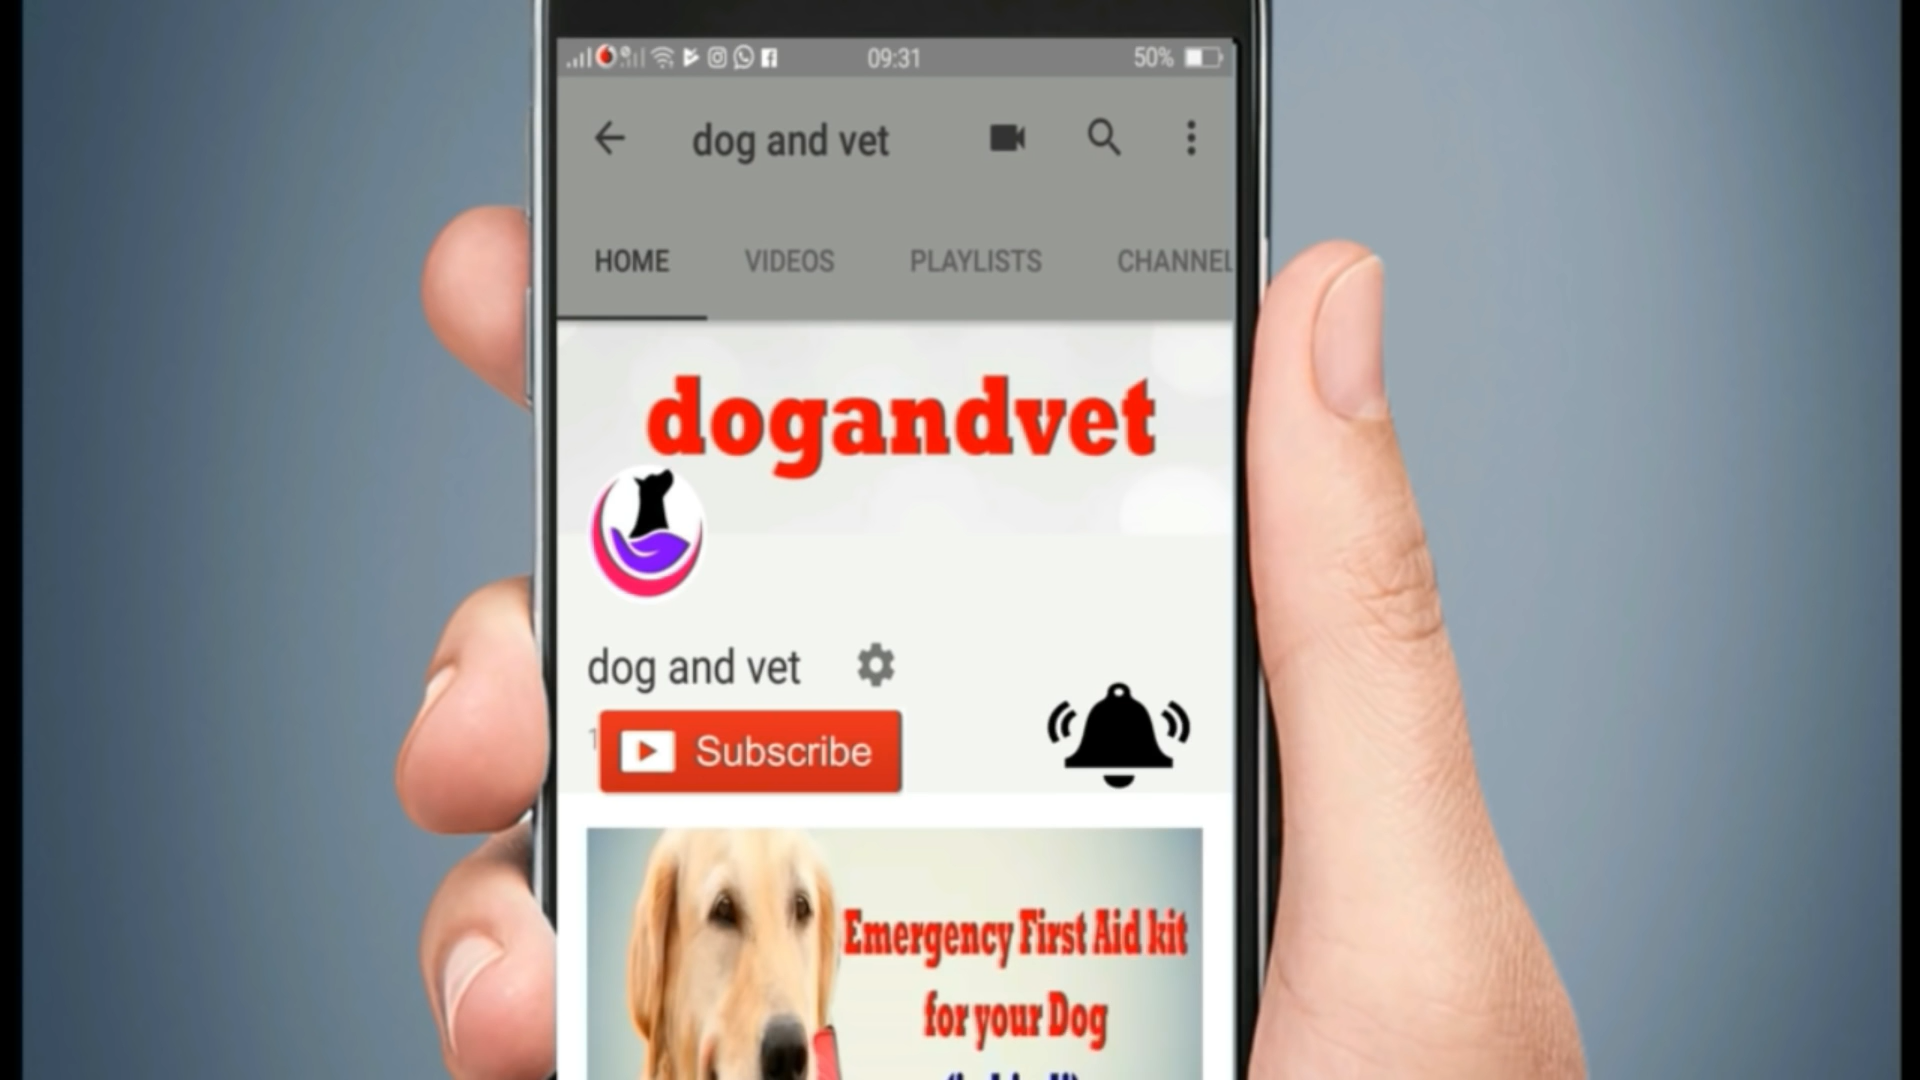 09:31 50%
dog and vet
HOME VIDEOS PLAYLISTS CHANNEL
dogandvet
dog and vet
Subscribe
Emergency First Aid kit
for your Dog